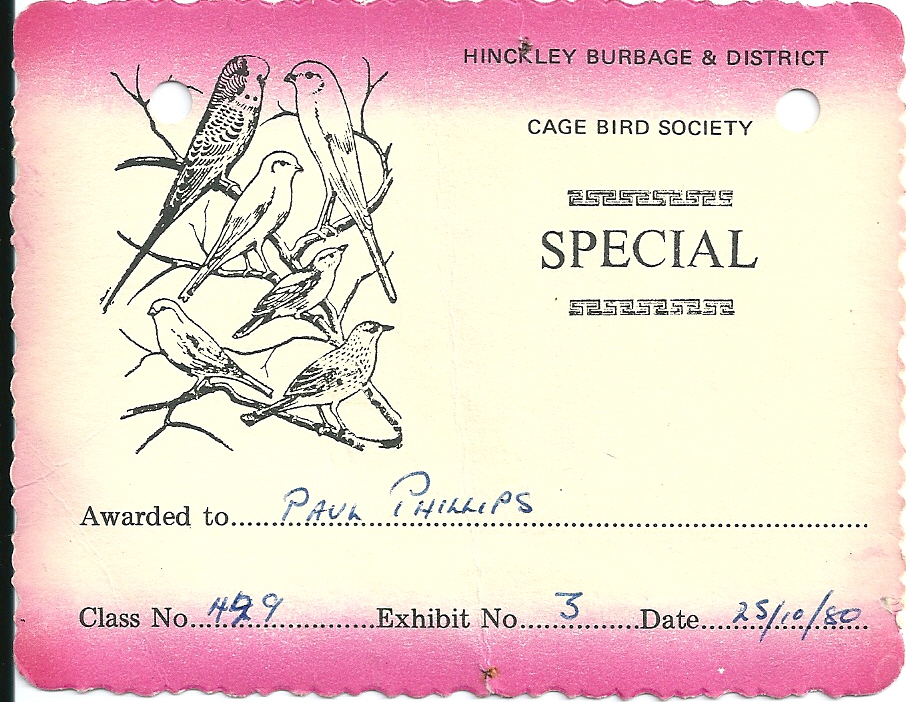 HINCKLEY BURBAGE & DISTRICT
CAGE BIRD SOCIETY
SPECIAL
Awarded to..... PAUL PHILLIPS
Class No. 429 Exhibit No. 3 Date 25/10/80